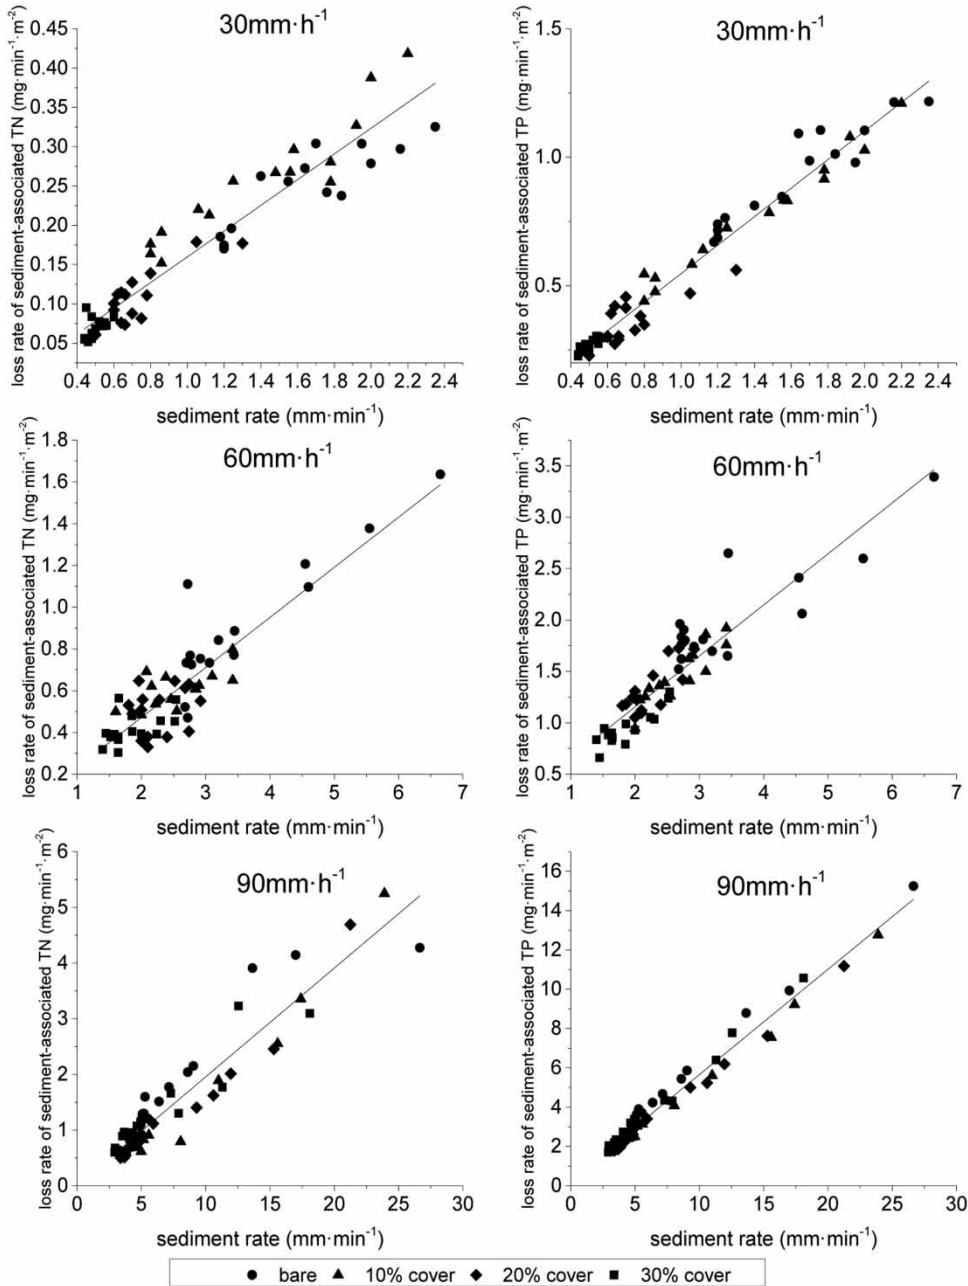 30mm·h⁻¹
loss rate of sediment-associated TN (mg·min⁻¹·m⁻²)
0.45
0.40
0.35
0.30
0.25
0.20
0.15
0.10
0.05
0.4 0.6 0.8 1.0 1.2 1.4 1.6 1.8 2.0 2.2 2.4
sediment rate (mm·min⁻¹)
30mm·h⁻¹
loss rate of sediment-associated TP (mg·min⁻¹·m⁻²)
1.5
1.0
0.5
0.4 0.6 0.8 1.0 1.2 1.4 1.6 1.8 2.0 2.2 2.4
sediment rate (mm·min⁻¹)
60mm·h⁻¹
loss rate of sediment-associated TN (mg·min⁻¹·m⁻²)
1.8
1.6
1.4
1.2
1.0
0.8
0.6
0.4
0.2
1 2 3 4 5 6 7
sediment rate (mm·min⁻¹)
60mm·h⁻¹
loss rate of sediment-associated TP (mg·min⁻¹·m⁻²)
3.5
3.0
2.5
2.0
1.5
1.0
0.5
1 2 3 4 5 6 7
sediment rate (mm·min⁻¹)
90mm·h⁻¹
loss rate of sediment-associated TN (mg·min⁻¹·m⁻²)
6
5
4
3
2
1
0
0 5 10 15 20 25 30
sediment rate (mm·min⁻¹)
90mm·h⁻¹
loss rate of sediment-associated TP (mg·min⁻¹·m⁻²)
16
14
12
10
8
6
4
2
0
0 5 10 15 20 25 30
sediment rate (mm·min⁻¹)
bare 10% cover 20% cover 30% cover